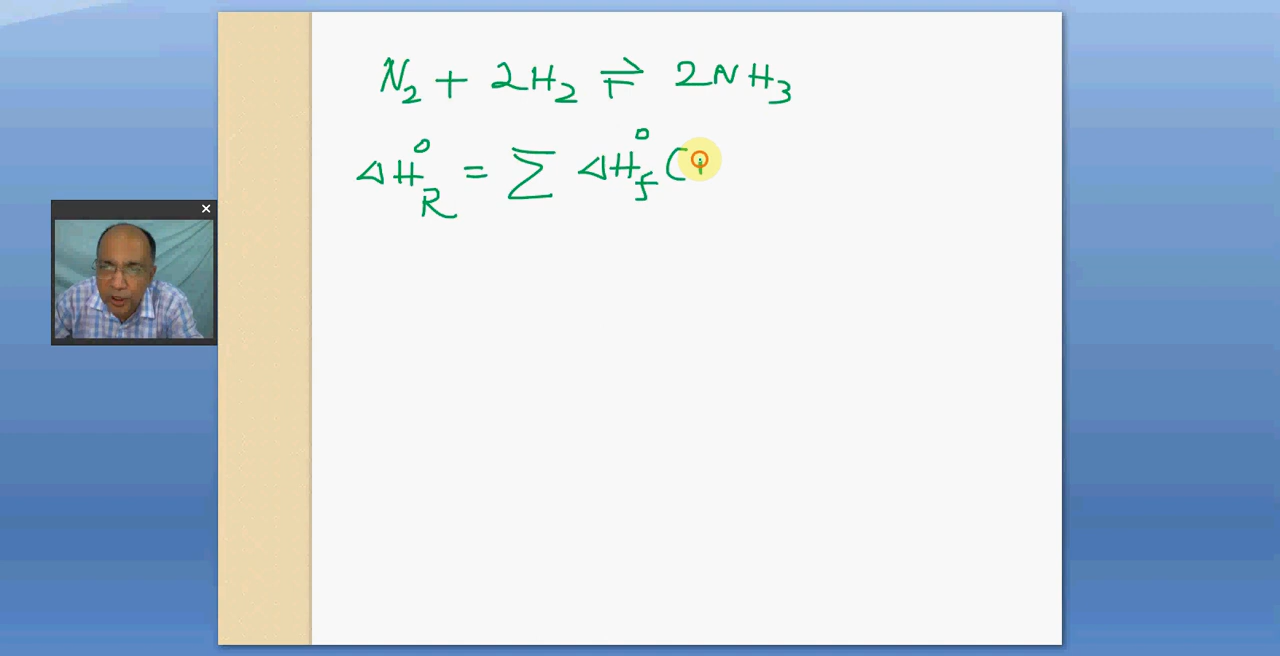 N₂ + 2H₂ ⇌ 2NH₃
ΔH°R = Σ ΔH°f (